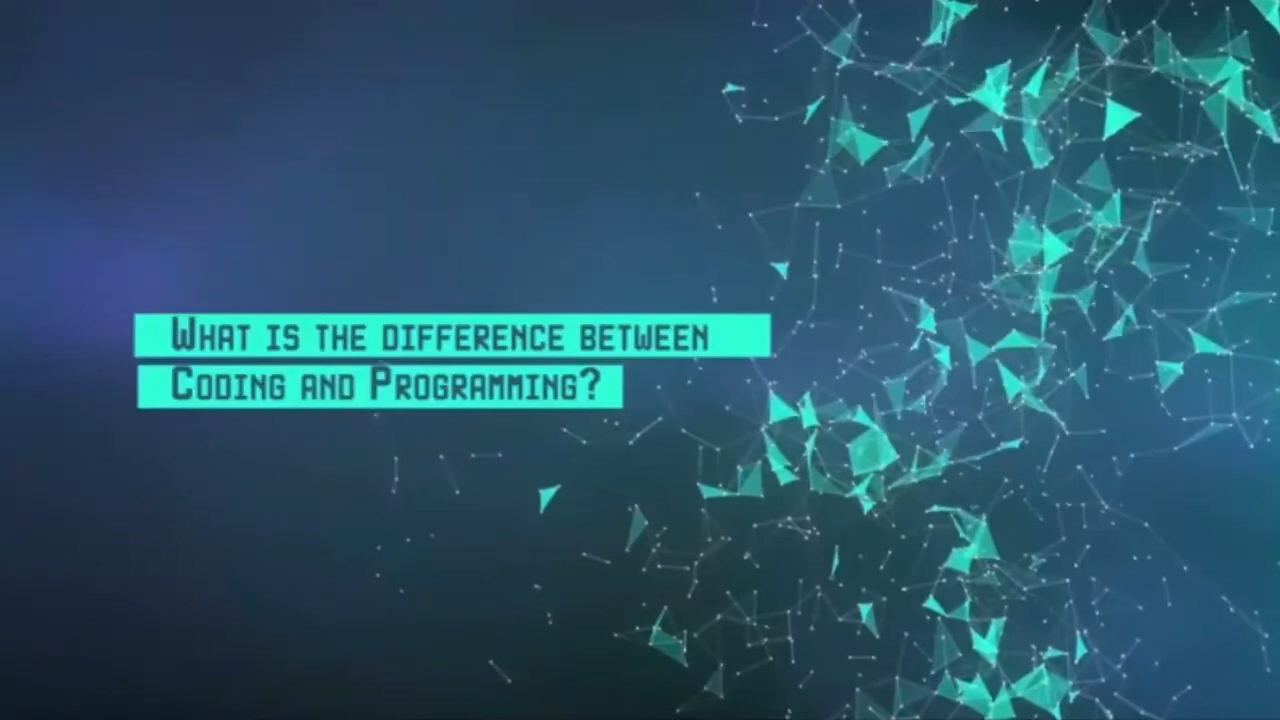 What is the difference between
Coding and Programming?